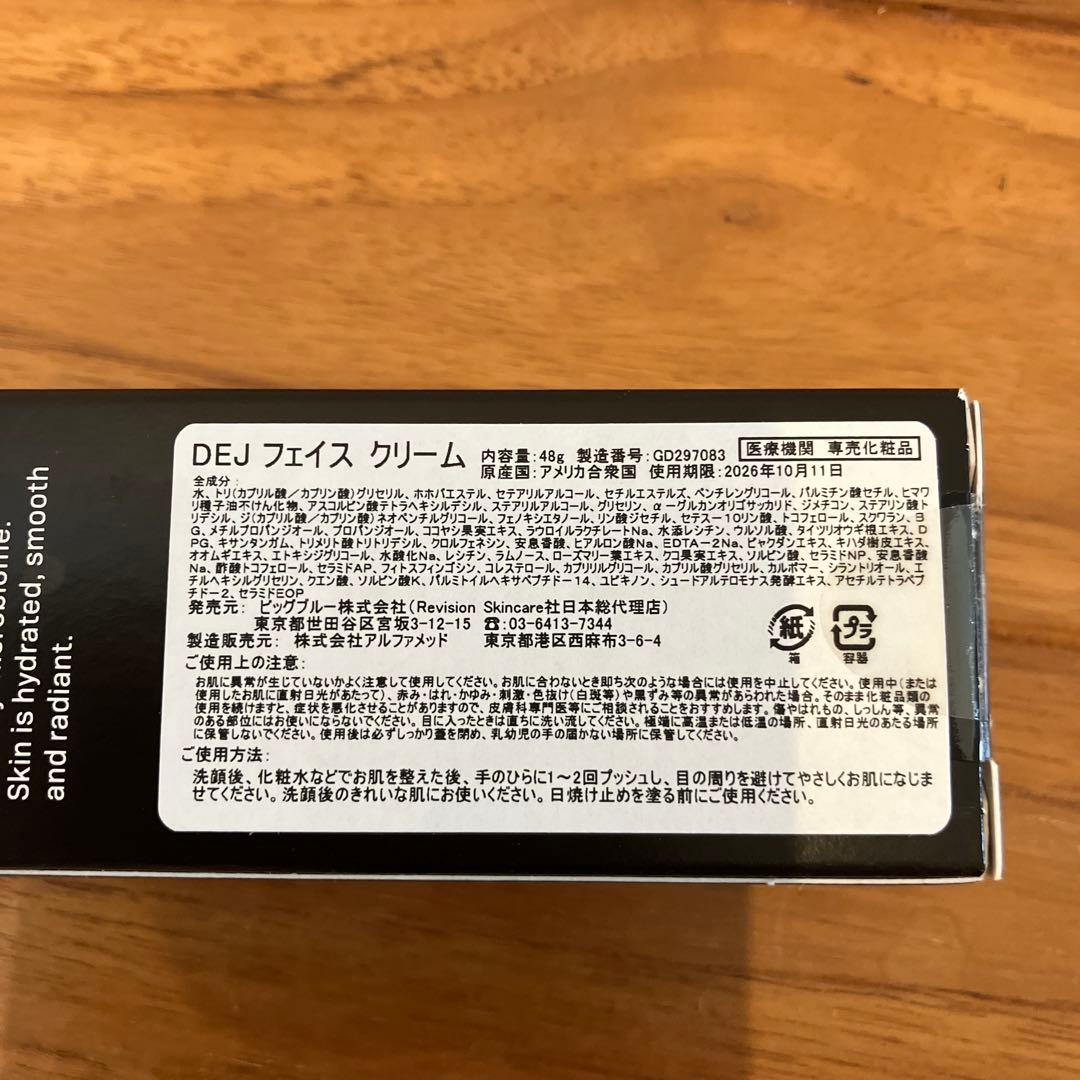 DEJ フェイス クリーム 内容量:48g 製造番号:GD297083 医療機関 専売化粧品
原産国:アメリカ合衆国 使用期限:2026年10月11日
全成分:
水、トリ(カプリル酸/カプリン酸)グリセリル、ホホバエステル、セテアリルアルコール、セチルエステルズ、ペンチレングリコール、パルミチン酸セチル、ヒマワ
リ種子油不けん化物、アスコルビン酸テトラヘキシルデシル、ステアリルアルコール、グリセリン、α-グルカンオリゴサッカリド、ジメチコン、ステアリン酸ト
リデシル、ジ(カプリル酸/カプリン酸)ネオペンチルグリコール、フェノキシエタノール、リン酸ジセチル、セテス-10リン酸、トコフェロール、スクワラン、B
G、メチルプロパンジオール、プロパンジオール、ココヤシ果実エキス、ラウロイルラクチレートNa、水添レシチン、ウルソル酸、タイツリオウギ根エキス、D
PG、キサンタンガム、トリメリト酸トリトリデシル、クロルフェネシン、安息香酸、ヒアルロン酸Na、EDTA-2Na、ビャクダンエキス、キハダ樹皮エキス、
オオムギエキス、エトキシジグリコール、水酸化Na、レシチン、ラムノース、ローズマリー葉エキス、クコ果実エキス、ソルビン酸、セラミドNP、安息香酸
Na、酢酸トコフェロール、セラミドAP、フィトスフィンゴシン、コレステロール、カプリリルグリコール、カプリル酸グリセリル、カルボマー、シラントリオール、エ
チルヘキシルグリセリン、クエン酸、ソルビン酸K、パルミトイルヘキサペプチドー14、ユビキノン、シュードアルテロモナス発酵エキス、アセチルテトラペプ
チドー2、セラミドEOP
発売元: ビッグブルー株式会社(Revision Skincare社日本総代理店)
東京都世田谷区宮坂3-12-15 ☎:03-6413-7344
製造販売元: 株式会社アルファメッド 東京都港区西麻布3-6-4
紙
箱
プラ
容器
ご使用上の注意:
お肌に異常が生じていないかよく注意して使用してください。お肌に合わないとき即ち次のような場合には使用を中止してください。使用中(または
使用したお肌に直射日光があたって)、赤み・はれ・かゆみ・刺激・色抜け(白斑等)や黒ずみ等の異常があらわれた場合。そのまま化粧品類の
使用を続けますと、症状を悪化させることがありますので、皮膚科専門医等にご相談されることをおすすめします。傷やはれもの、しっしん等、異常
のある部位にはお使いにならないでください。目に入ったときは直ちに洗い流してください。極端に高温または低温の場所、直射日光のあたる場所
に保管しないでください。使用後は必ずしっかり蓋を閉め、乳幼児の手の届かない場所に保管してください。
ご使用方法:
洗顔後、化粧水などでお肌を整えた後、手のひらに1～2回プッシュし、目の周りを避けてやさしくお肌になじま
せてください。洗顔後のきれいな肌にお使いください。日焼け止めを塗る前にご使用ください。
Skin is hydrated, smooth
and radiant.